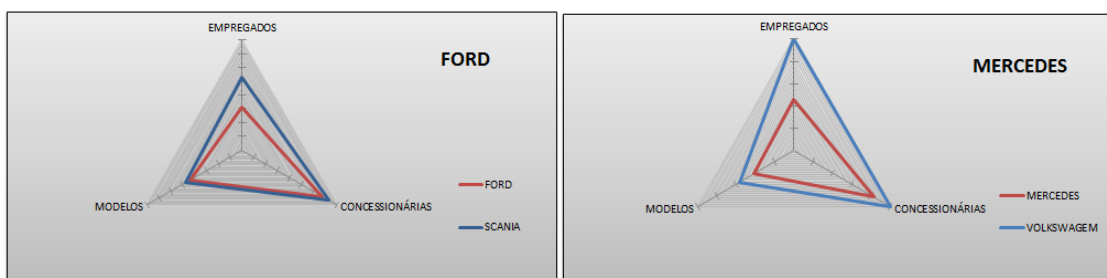 EMPREGADOS
FORD
MODELOS
CONCESSIONÁRIAS
FORD
SCANIA
EMPREGADOS
MERCEDES
MODELOS
CONCESSIONÁRIAS
MERCEDES
VOLKSWAGEM